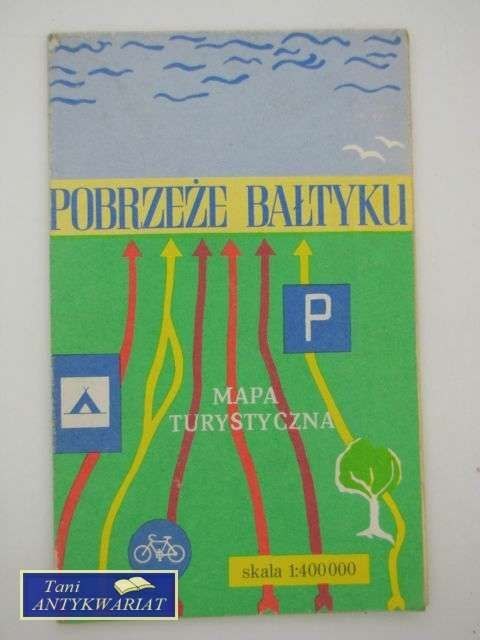 POBRZEŻE BAŁTYKU
P
MAPA
TURYSTYCZNA
skala 1:400000
Tani
ANTYKWARIAT